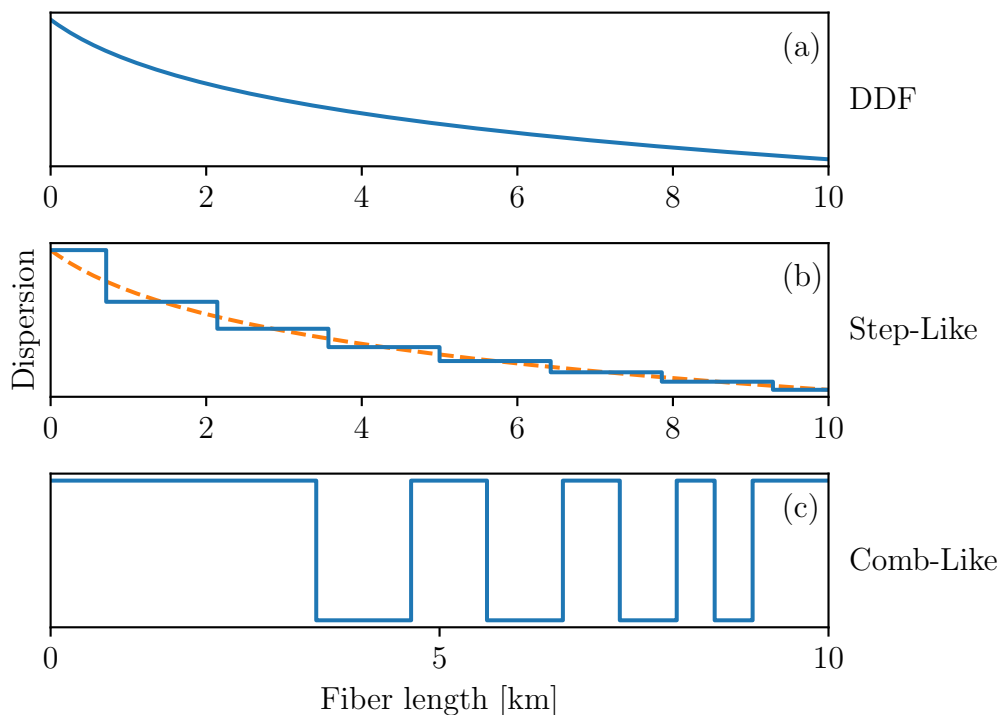 (a)
DDF
0 2 4 6 8 10
Dispersion
(b)
Step-Like
0 2 4 6 8 10
(c)
Comb-Like
0 5 10
Fiber length [km]